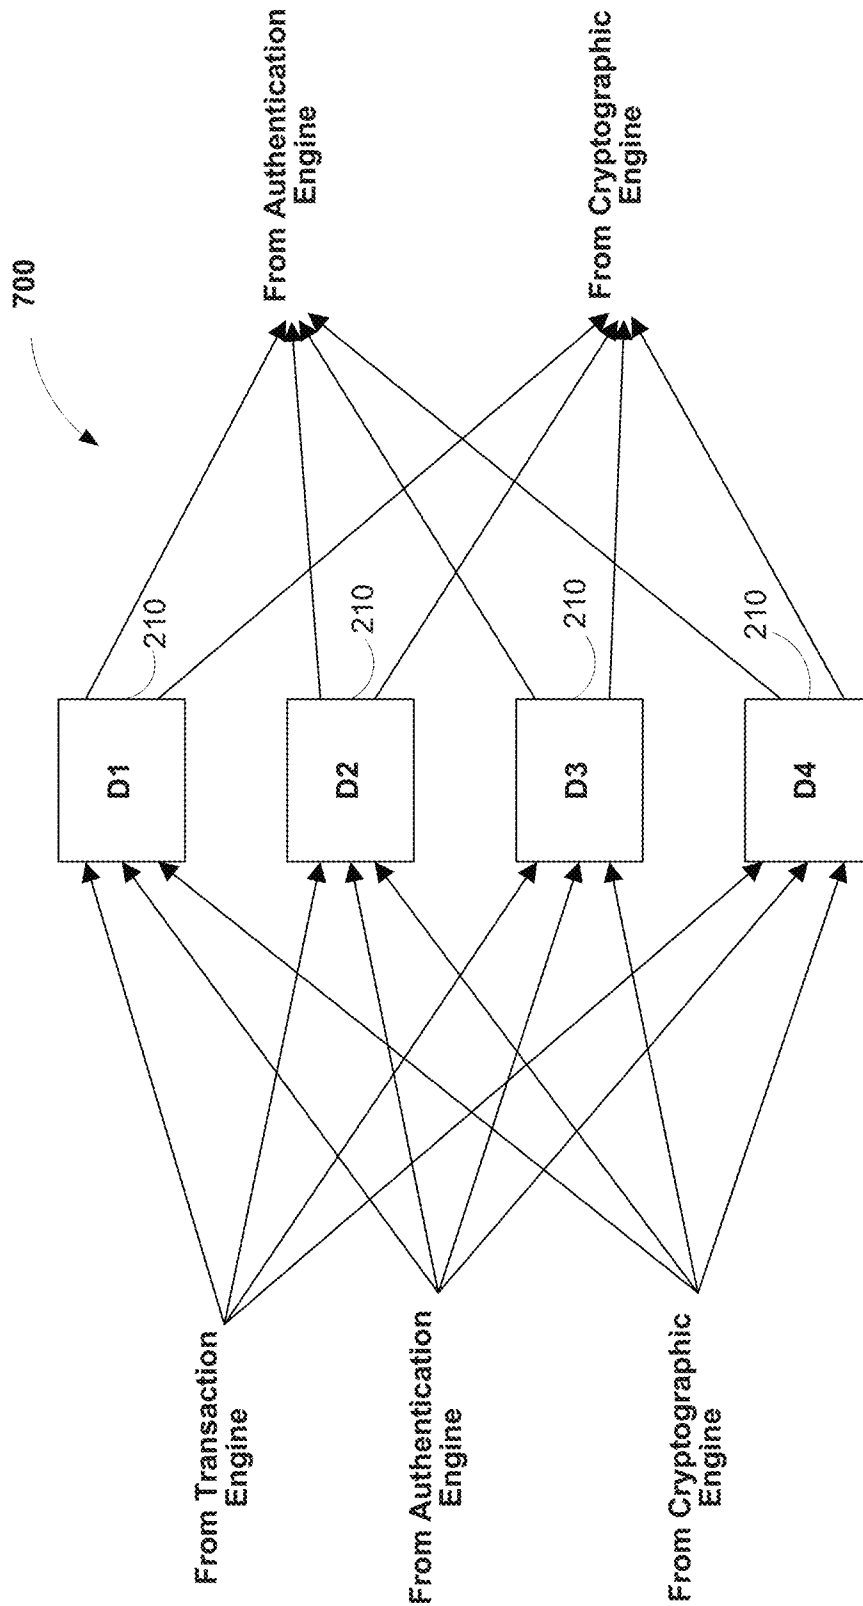 700
From Transaction
Engine
From Authentication
Engine
From Cryptographic
Engine
D1
210
D2
210
D3
210
D4
210
From Authentication
Engine
From Cryptographic
Engine